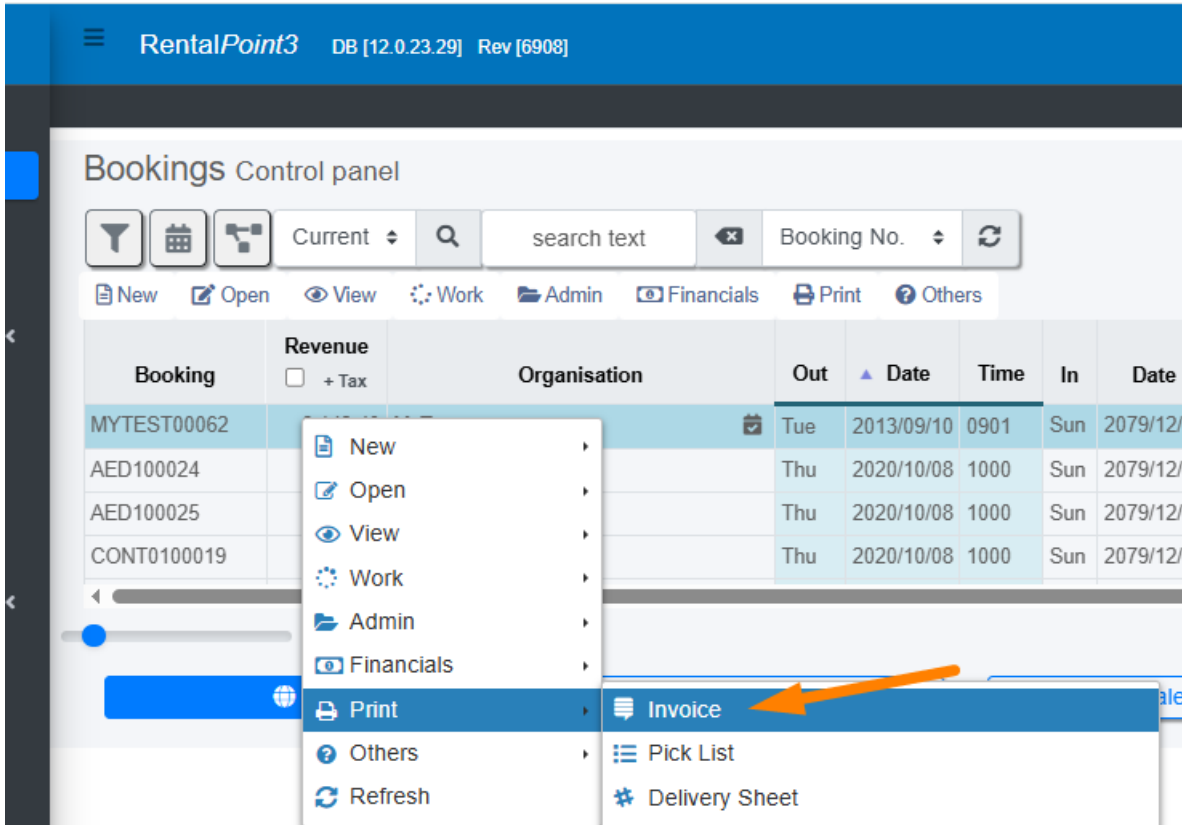 RentalPoint3 DB [12.0.23.29] Rev [6908]
Bookings Control panel
Current search text Booking No.
New Open View Work Admin Financials Print Others
Booking Revenue + Tax Organisation Out Date Time In Date
MYTEST00062 Tue 2013/09/10 0901 Sun 2079/12/
AED100024 Thu 2020/10/08 1000 Sun 2079/12/
AED100025 Thu 2020/10/08 1000 Sun 2079/12/
CONT0100019 Thu 2020/10/08 1000 Sun 2079/12/
New
Open
View
Work
Admin
Financials
Print
Others
Refresh
Invoice
Pick List
Delivery Sheet